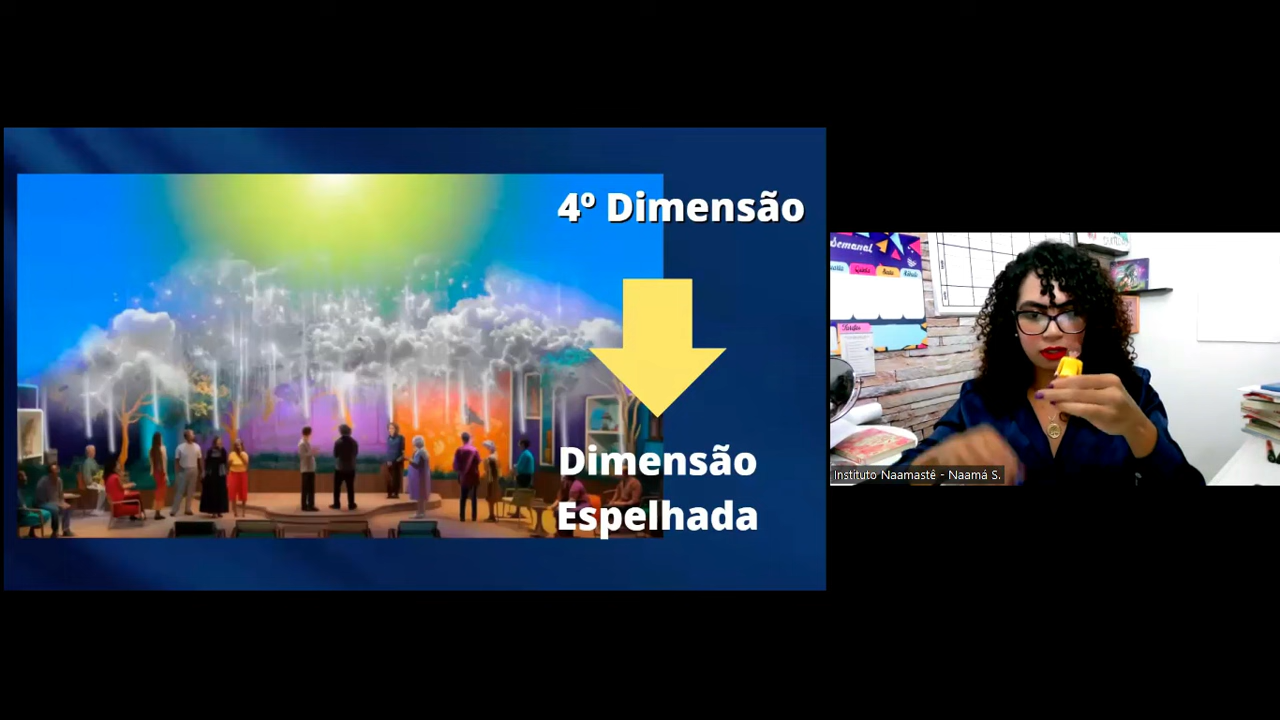 4º Dimensão
Dimensão
Espelhada
Semanal
Instituto Naamastê - Naamá S.